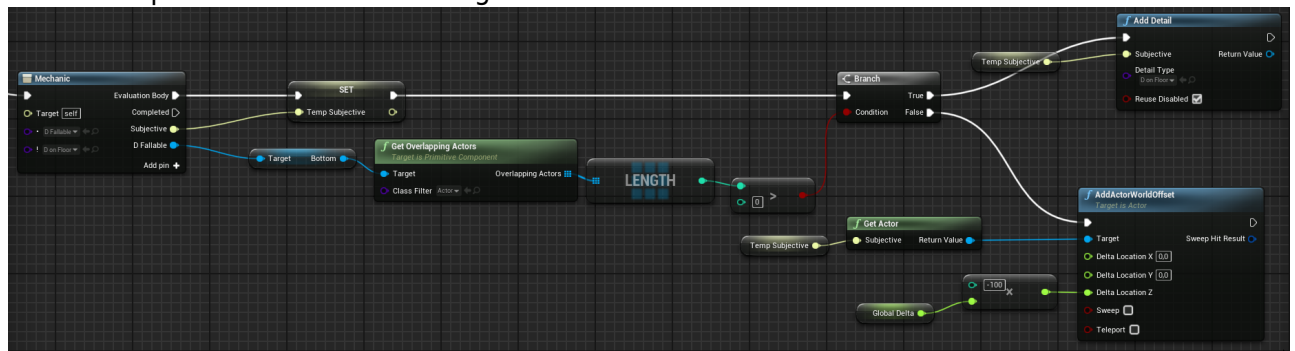 Mechanic
Evaluation Body
Target self
Completed
Subjective
D Fallable
D Fallable
! D on Floor
Add pin +
SET
Temp Subjective
Target Bottom
Get Overlapping Actors
Target is Primitive Component
Target
Overlapping Actors
Class Filter Actor
LENGTH
0 >
Branch
True
Condition
False
Temp Subjective
Add Detail
Subjective
Return Value
Detail Type
D on Floor
Reuse Disabled
Temp Subjective
Get Actor
Subjective
Return Value
Global Delta
-100 x
AddActorWorldOffset
Target is Actor
Target
Sweep Hit Result
Delta Location X 0,0
Delta Location Y 0,0
Delta Location Z
Sweep
Teleport